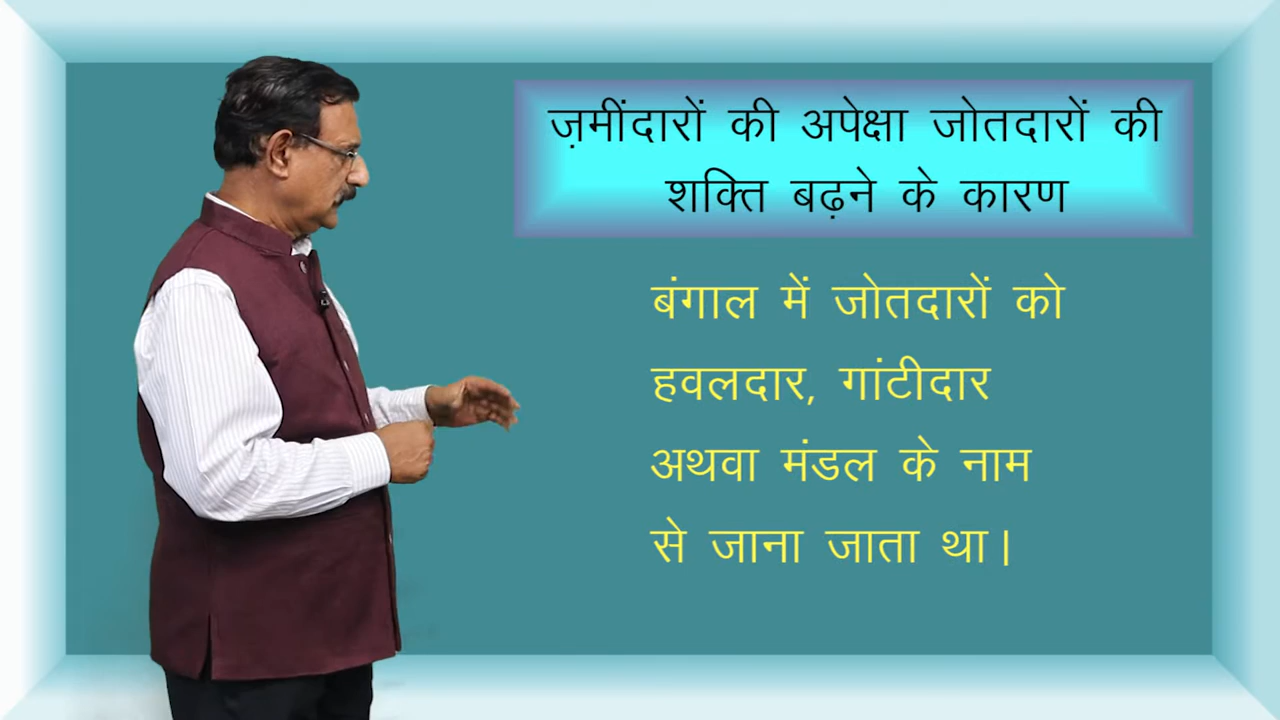 ज़मींदारों की अपेक्षा जोतदारों की
शक्ति बढ़ने के कारण
बंगाल में जोतदारों को
हवलदार, गांटीदार
अथवा मंडल के नाम
से जाना जाता था।